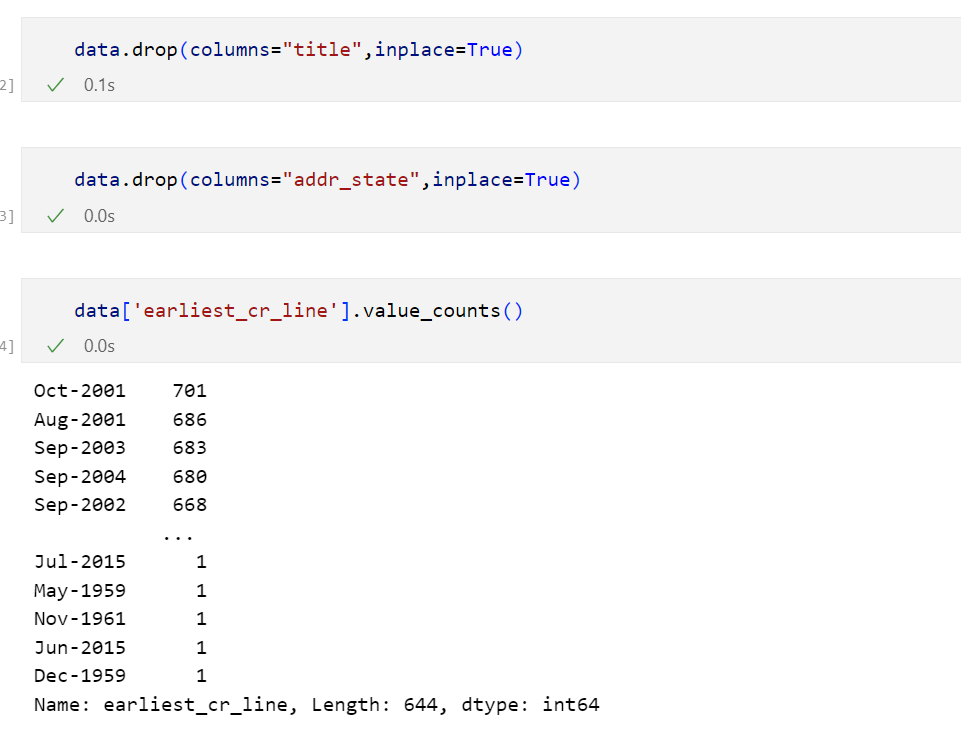 data.drop(columns="title",inplace=True)
2]
0.1s
data.drop(columns="addr_state",inplace=True)
3]
0.0s
data['earliest_cr_line'].value_counts()
4]
0.0s
Oct-2001    701
Aug-2001    686
Sep-2003    683
Sep-2004    680
Sep-2002    668
...
Jul-2015      1
May-1959      1
Nov-1961      1
Jun-2015      1
Dec-1959      1
Name: earliest_cr_line, Length: 644, dtype: int64